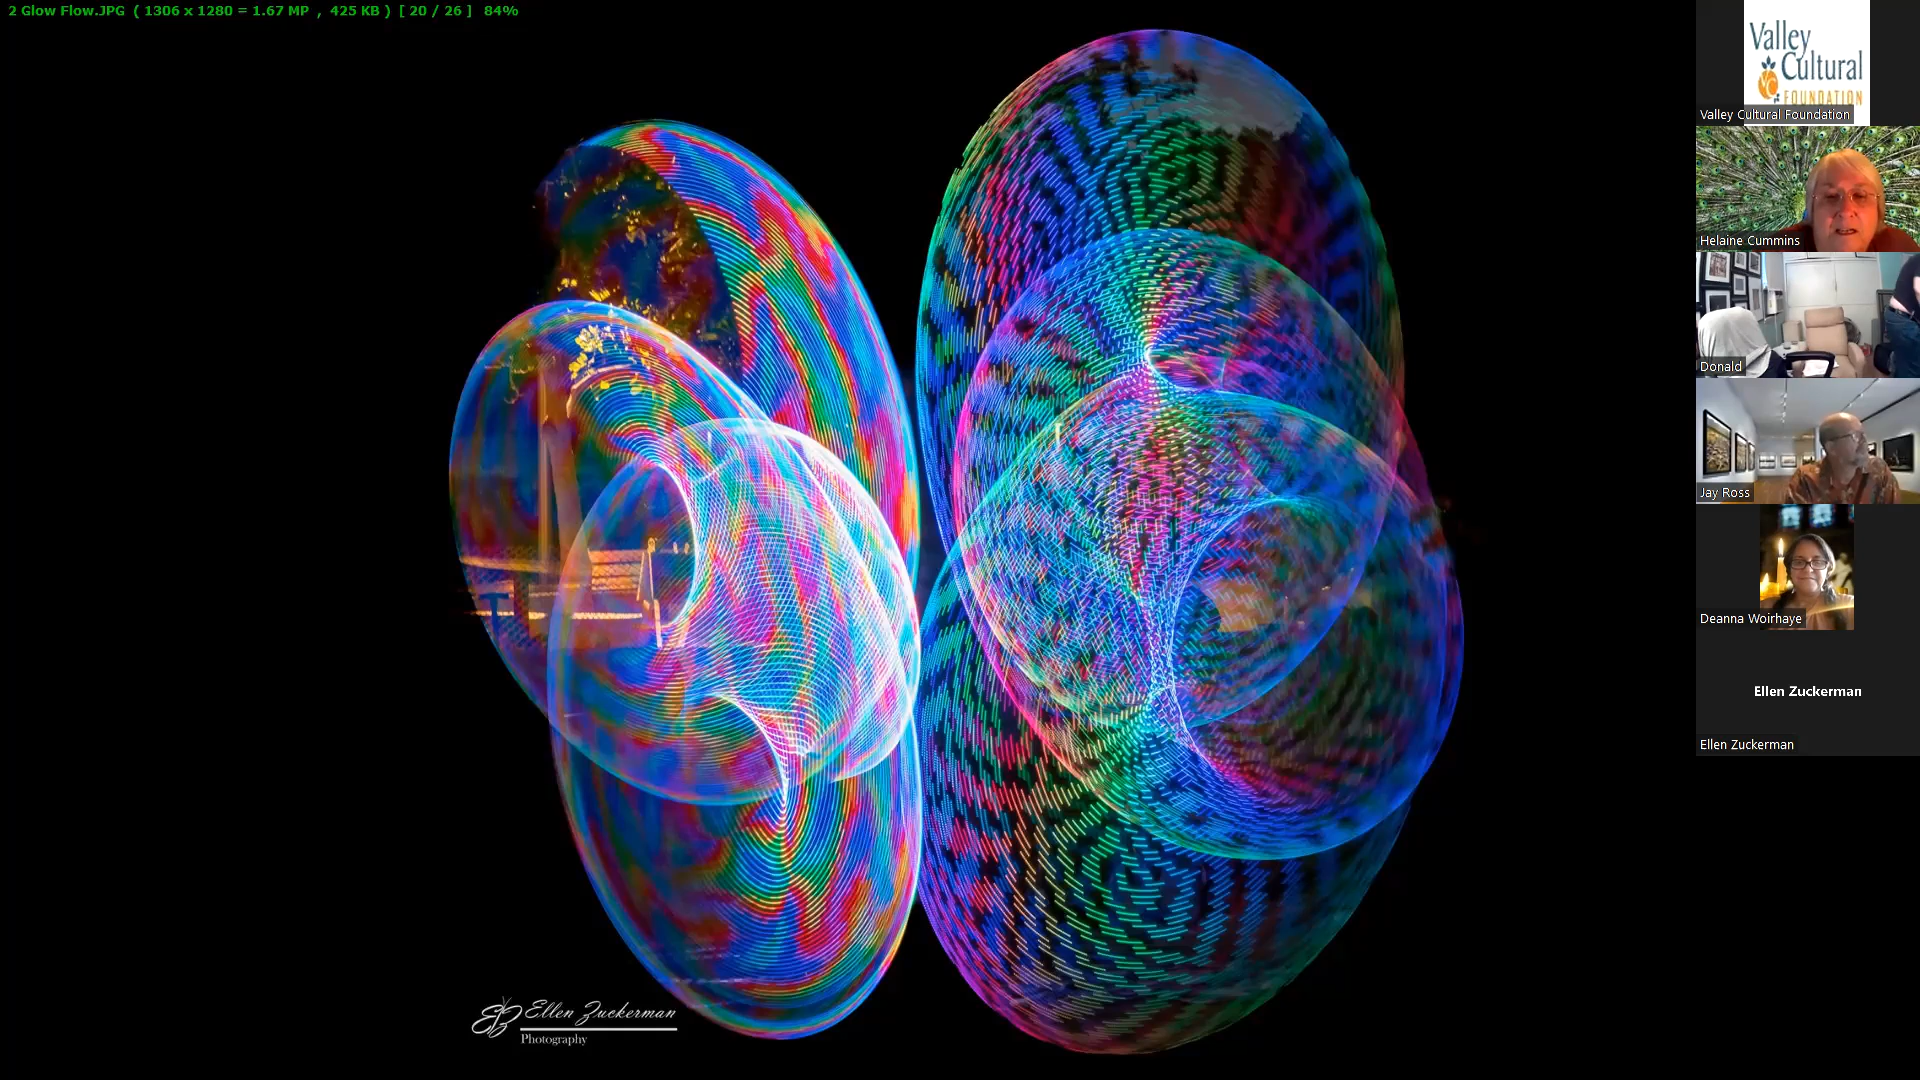 2 Glow Flow.JPG ( 1306 x 1280 = 1.67 MP , 425 KB ) [ 20 / 26 ] 84%
Valley
Cultural
FOUNDATION
Valley Cultural Foundation
Helaine Cummins
Donald
Jay Ross
Deanna Woirhaye
Ellen Zuckerman
Ellen Zuckerman
EZ Ellen Zuckerman
Photography